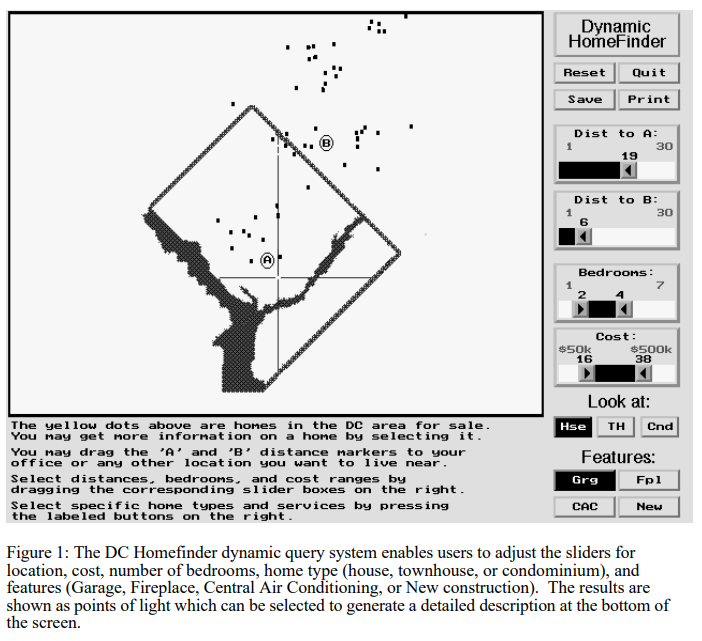 Dynamic
HomeFinder
Reset Quit
Save Print
Dist to A:
1 30
19
Dist to B:
1 30
6
Bedrooms:
1 7
2 4
Cost:
$50k $500k
16 38
Look at:
Hse TH Cnd
Features:
Grg Fpl
CAC New
B
A
The yellow dots above are homes in the DC area for sale.
You may get more information on a home by selecting it.
You may drag the 'A' and 'B' distance markers to your
office or any other location you want to live near.
Select distances, bedrooms, and cost ranges by
dragging the corresponding slider boxes on the right.
Select specific home types and services by pressing
the labeled buttons on the right.
Figure 1: The DC Homefinder dynamic query system enables users to adjust the sliders for
location, cost, number of bedrooms, home type (house, townhouse, or condominium), and
features (Garage, Fireplace, Central Air Conditioning, or New construction). The results are
shown as points of light which can be selected to generate a detailed description at the bottom of
the screen.